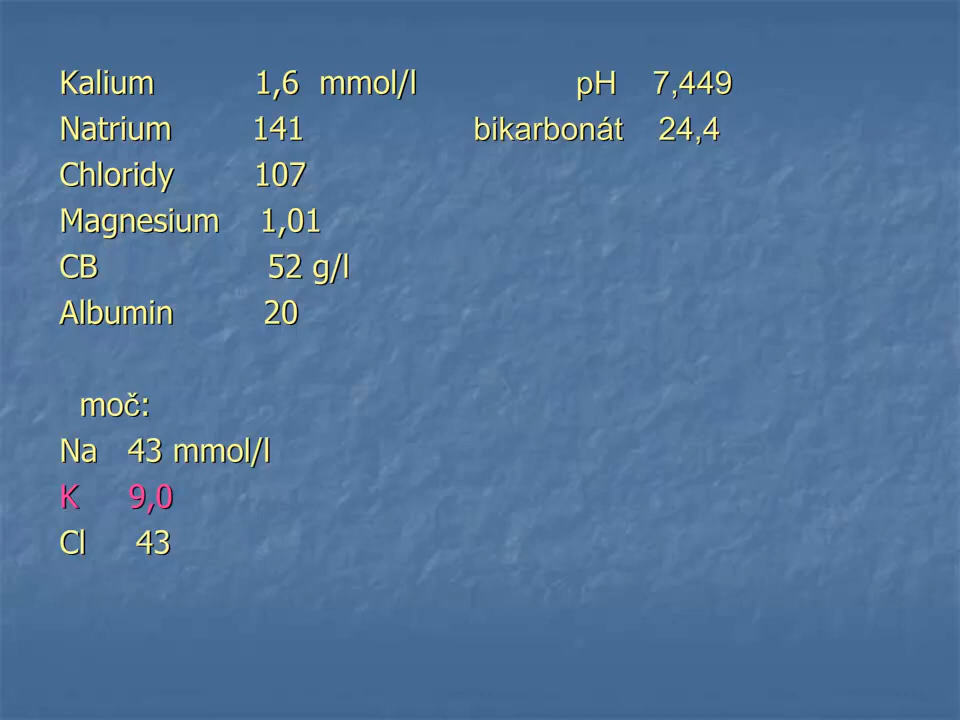 Kalium 1,6 mmol/l pH 7,449
Natrium 141 bikarbonát 24,4
Chloridy 107
Magnesium 1,01
CB 52 g/l
Albumin 20
moč:
Na 43 mmol/l
K 9,0
Cl 43